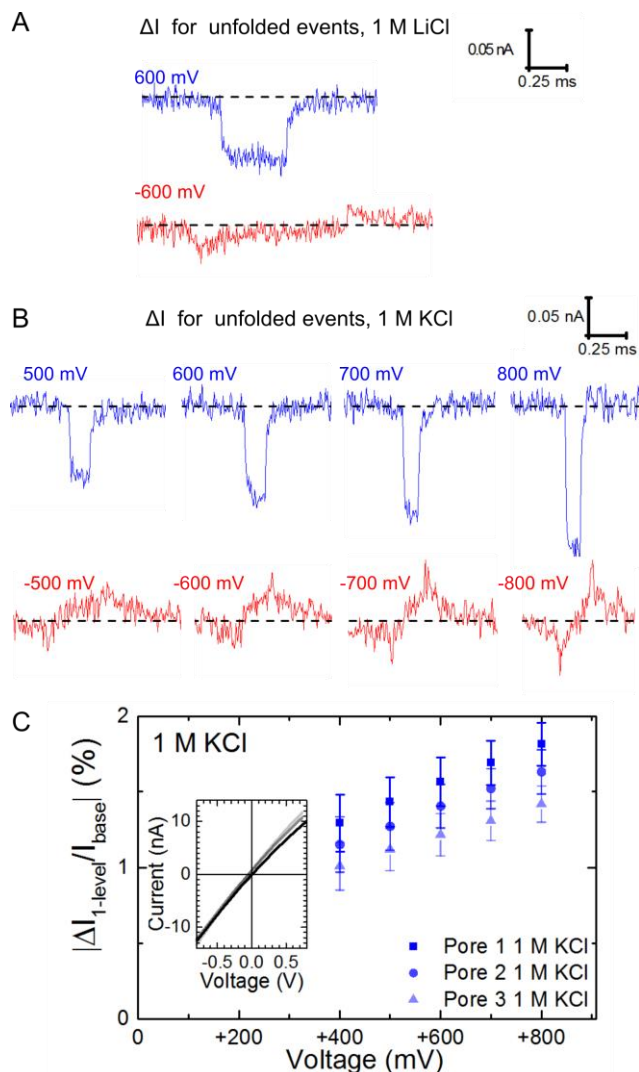 A
ΔI for unfolded events, 1 M LiCl
0.05 nA
0.25 ms
600 mV
-600 mV
B
ΔI for unfolded events, 1 M KCl
0.05 nA
0.25 ms
500 mV 600 mV 700 mV 800 mV
-500 mV -600 mV -700 mV -800 mV
C
|ΔI1-level/Ibase| (%)
2
1
0
1 M KCl
Current (nA)
10
0
-10
-0.5 0.0 0.5
Voltage (V)
Pore 1 1 M KCl
Pore 2 1 M KCl
Pore 3 1 M KCl
0 +200 +400 +600 +800
Voltage (mV)